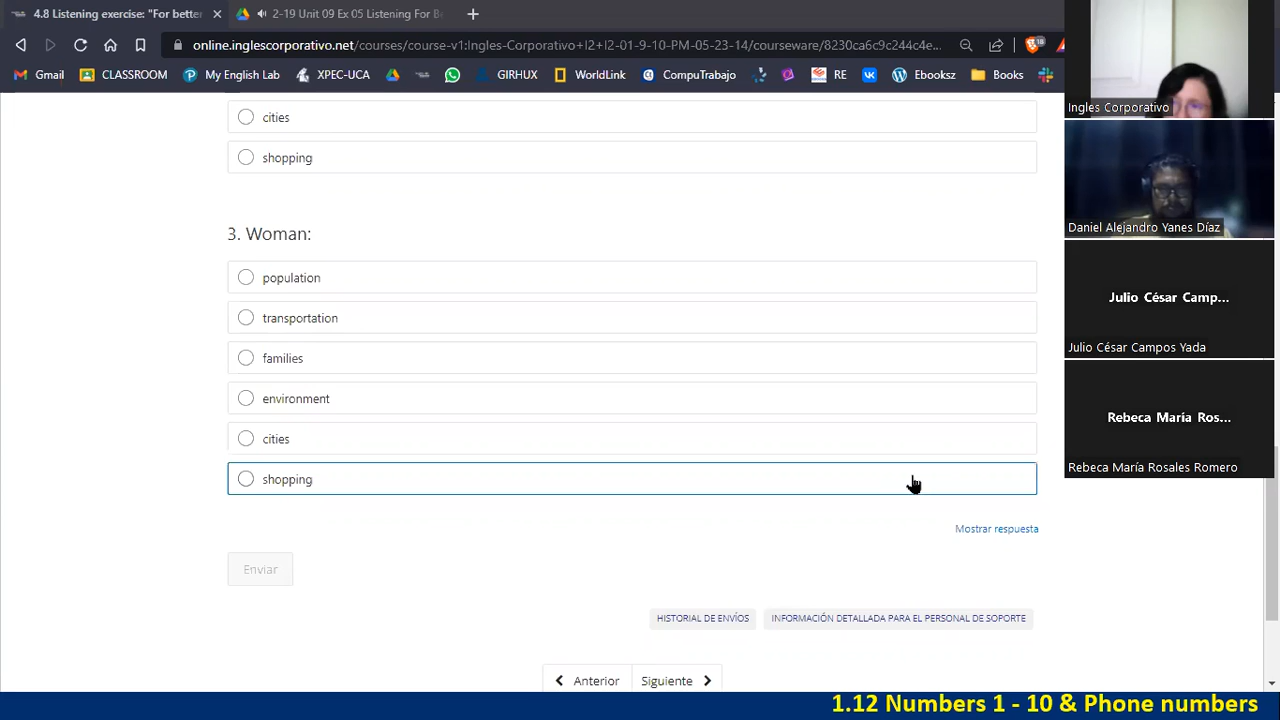 4.8 Listening exercise: "For better
2-19 Unit 09 Ex 05 Listening For Be
online.inglescorporativo.net/courses/course-v1:Ingles-Corporativo+I2+I2-01-9-10-PM-05-23-14/courseware/8230ca6c9c244c4e...
18
Gmail
CLASSROOM
My English Lab
XPEC-UCA
GIRHUX
WorldLink
CompuTrabajo
RE
WordPress
Ebooksz
Books
cities
shopping
3. Woman:
population
transportation
families
environment
cities
shopping
Mostrar respuesta
Enviar
HISTORIAL DE ENVÍOS
INFORMACIÓN DETALLADA PARA EL PERSONAL DE SOPORTE
Anterior
Siguiente
Ingles Corporativo
Daniel Alejandro Yanes Díaz
Julio César Camp...
Julio César Campos Yada
Rebeca María Ros...
Rebeca María Rosales Romero
1.12 Numbers 1 - 10 & Phone numbers